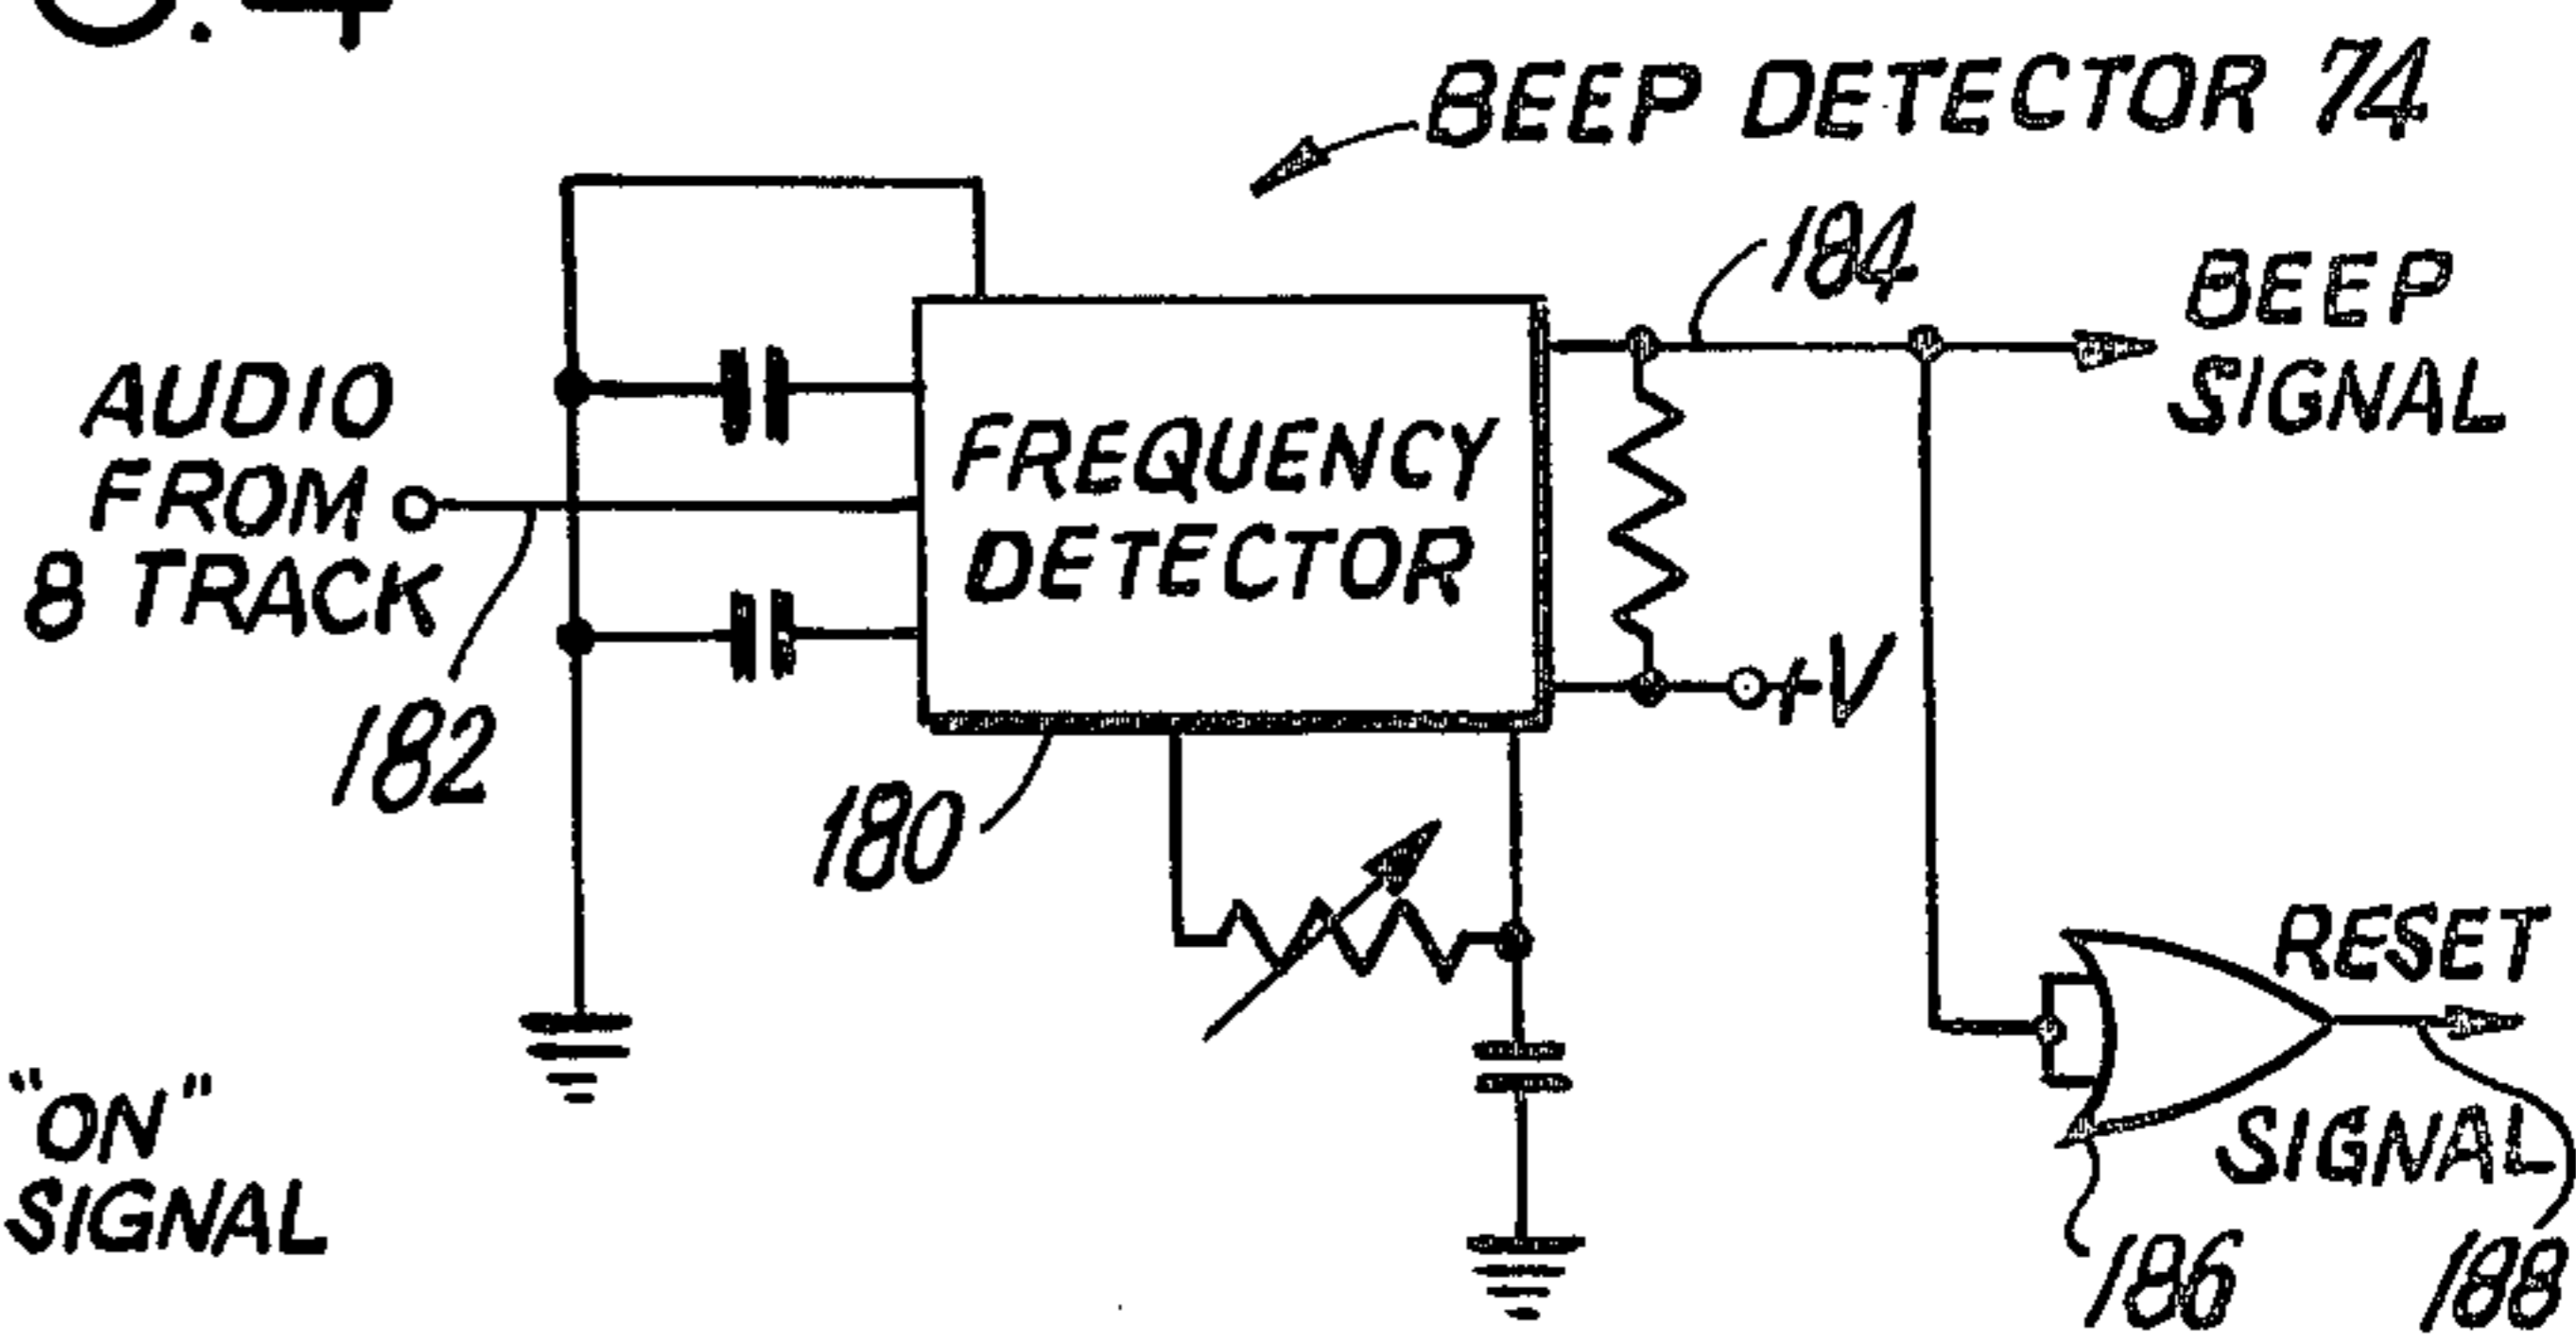 .4
BEEP DETECTOR 74
184
BEEP
SIGNAL
AUDIO
FROM
8 TRACK
FREQUENCY
DETECTOR
+V
182
180
RESET
SIGNAL
"ON"
SIGNAL
186
188